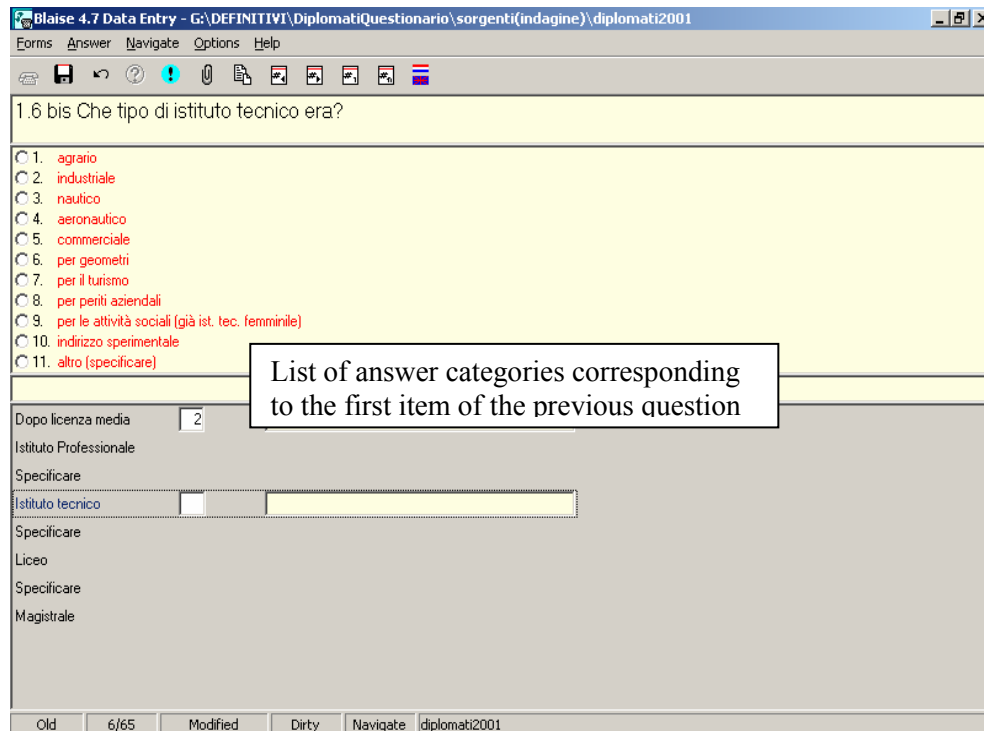 Blaise 4.7 Data Entry - G:\DEFINITIVI\DiplomatiQuestionario\sorgenti(indagine)\diplomati2001
Forms Answer Navigate Options Help
1.6 bis Che tipo di istituto tecnico era?
1. agrario
2. industriale
3. nautico
4. aeronautico
5. commerciale
6. per geometri
7. per il turismo
8. per periti aziendali
9. per le attività sociali (già ist. tec. femminile)
10. indirizzo sperimentale
11. altro (specificare)
List of answer categories corresponding
to the first item of the previous question
Dopo licenza media 2
Istituto Professionale
Specificare
Istituto tecnico
Specificare
Liceo
Specificare
Magistrale
Old 6/65 Modified Dirty Navigate diplomati2001